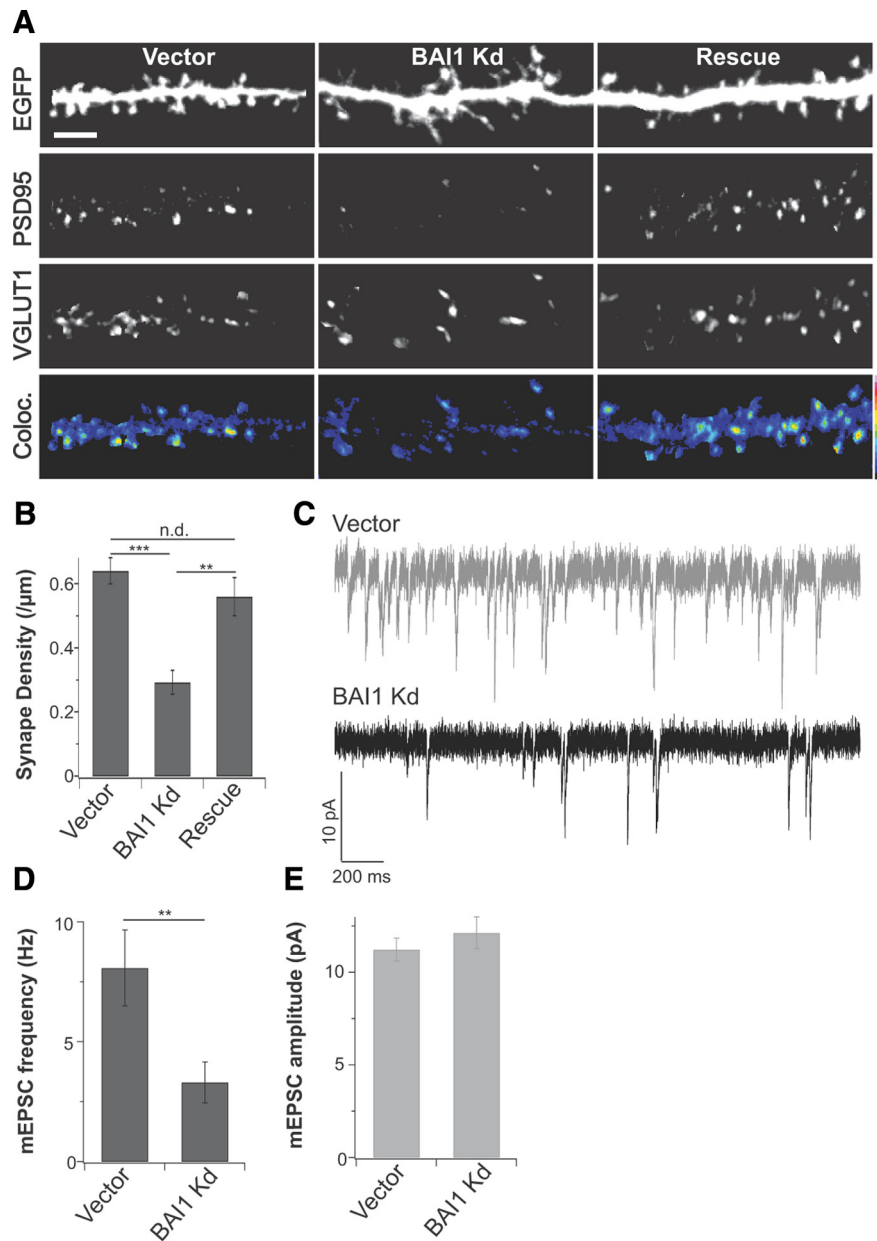 A
Vector
BAI1 Kd
Rescue
EGFP
PSD95
VGLUT1
Coloc.
B
n.d.
***
**
Synape Density (/µm)
0.6
0.4
0.2
0
Vector
BAI1 Kd
Rescue
C
Vector
BAI1 Kd
10 pA
200 ms
D
**
mEPSC frequency (Hz)
10
5
0
Vector
BAI1 Kd
E
mEPSC amplitude (pA)
10
5
0
Vector
BAI1 Kd